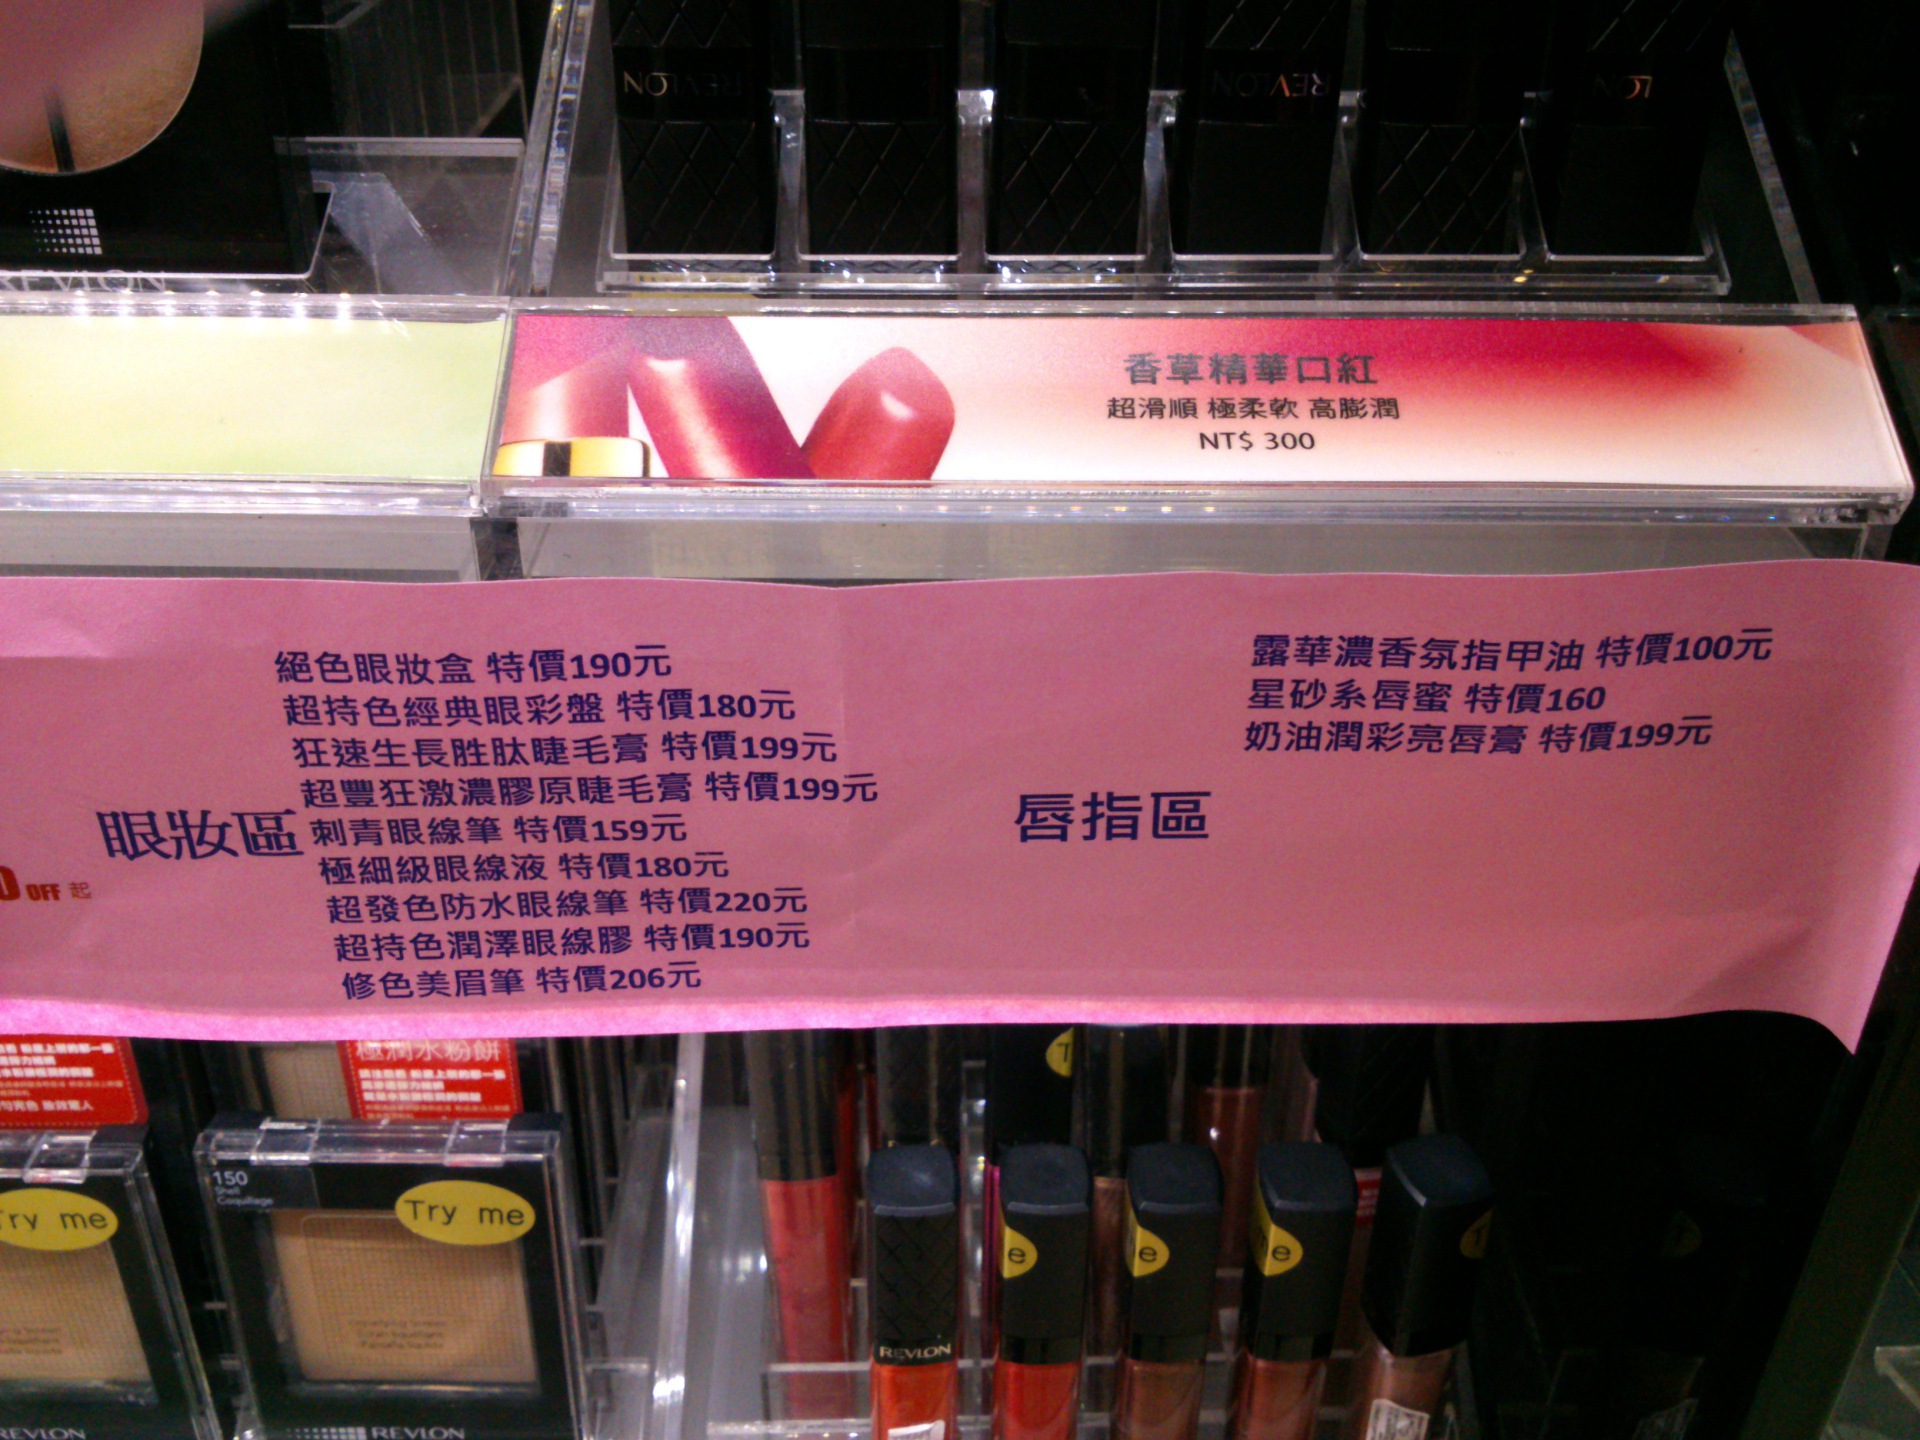 REVLON
REVLON
REVLON
REVLON
香草精華口紅
超滑順 極柔軟 高膨潤
NT$ 300
OFF 起
眼妝區
絕色眼妝盒 特價190元
超持色經典眼彩盤 特價180元
狂速生長胜肽睫毛膏 特價199元
超豐狂激濃膠原睫毛膏 特價199元
刺青眼線筆 特價159元
極細級眼線液 特價180元
超發色防水眼線筆 特價220元
超持色潤澤眼線膠 特價190元
修色美眉筆 特價206元
唇指區
露華濃香氛指甲油 特價100元
星砂系唇蜜 特價160
奶油潤彩亮唇膏 特價199元
極潤水粉餅
150
Shell
Coquillage
Try me
Try me
REVLON
REVLON
REVLON